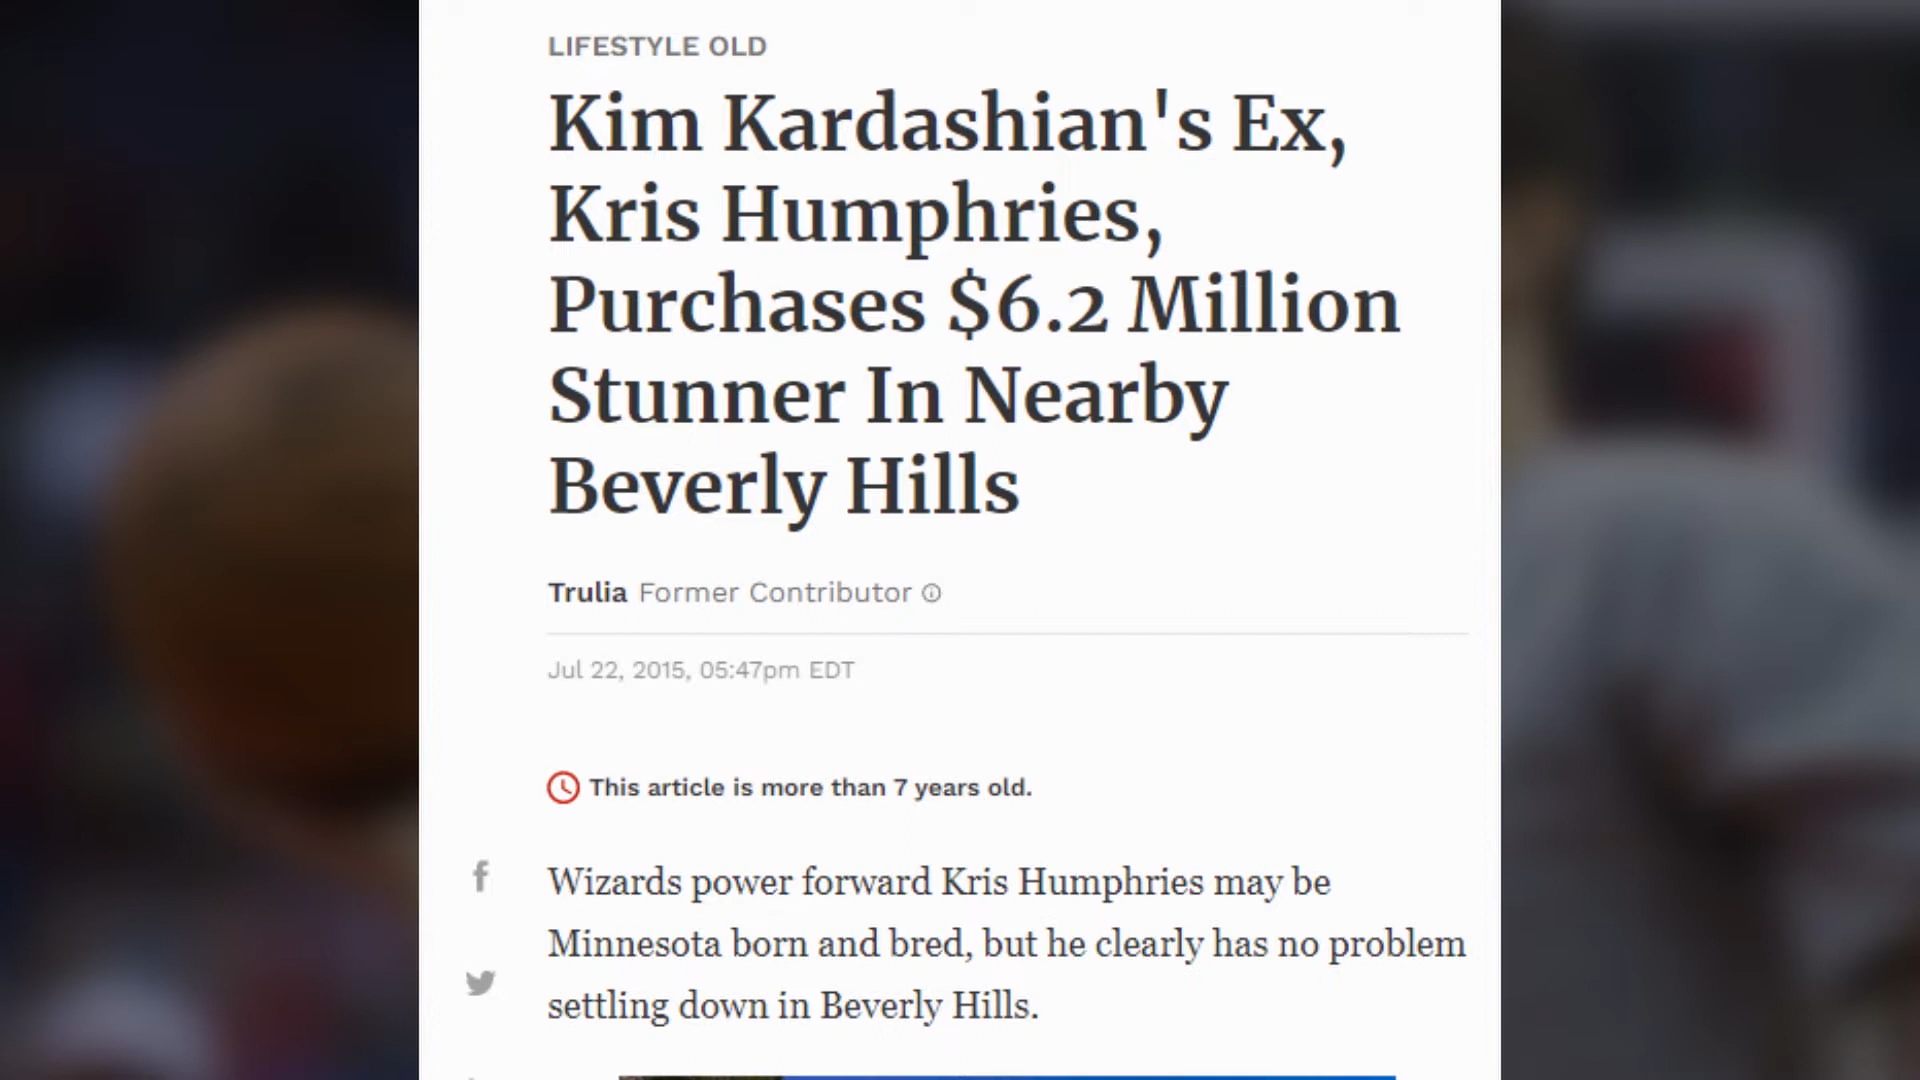 LIFESTYLE OLD
Kim Kardashian's Ex,
Kris Humphries,
Purchases $6.2 Million
Stunner In Nearby
Beverly Hills
Trulia Former Contributor
Jul 22, 2015, 05:47pm EDT
This article is more than 7 years old.
Wizards power forward Kris Humphries may be
Minnesota born and bred, but he clearly has no problem
settling down in Beverly Hills.